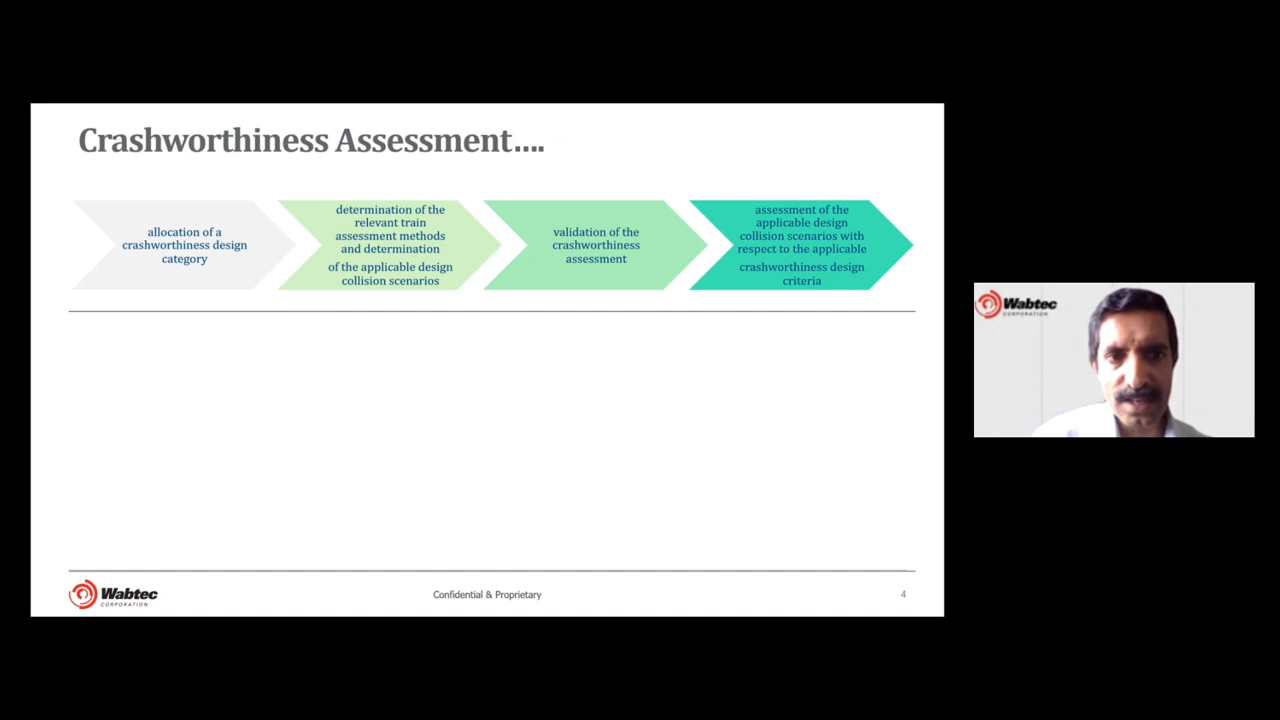 Crashworthiness Assessment....
allocation of a
crashworthiness design
category
determination of the
relevant train
assessment methods
and determination
of the applicable design
collision scenarios
validation of the
crashworthiness
assessment
assessment of the
applicable design
collision scenarios with
respect to the applicable
crashworthiness design
criteria
Wabtec
CORPORATION
Confidential & Proprietary
4
Wabtec
CORPORATION